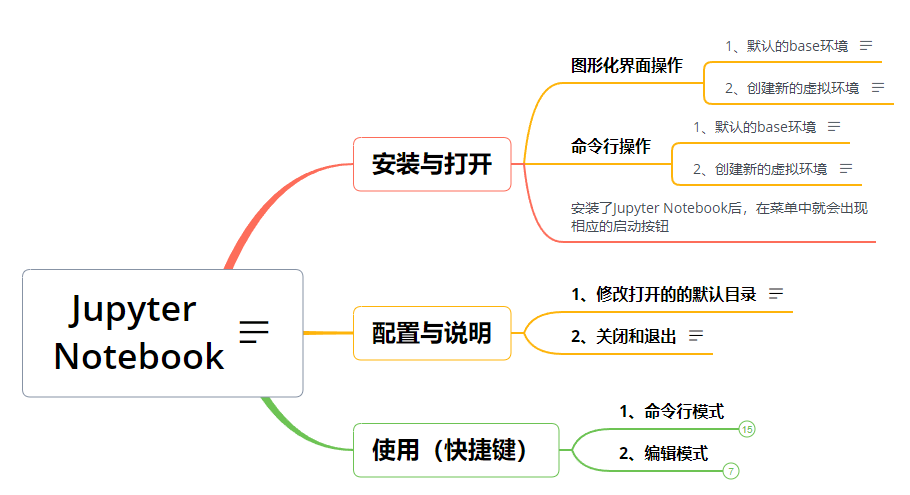 Jupyter
Notebook
安装与打开
图形化界面操作
1、默认的base环境
2、创建新的虚拟环境
命令行操作
1、默认的base环境
2、创建新的虚拟环境
安装了Jupyter Notebook后，在菜单中就会出现
相应的启动按钮
配置与说明
1、修改打开的的默认目录
2、关闭和退出
使用（快捷键）
1、命令行模式
15
2、编辑模式
7